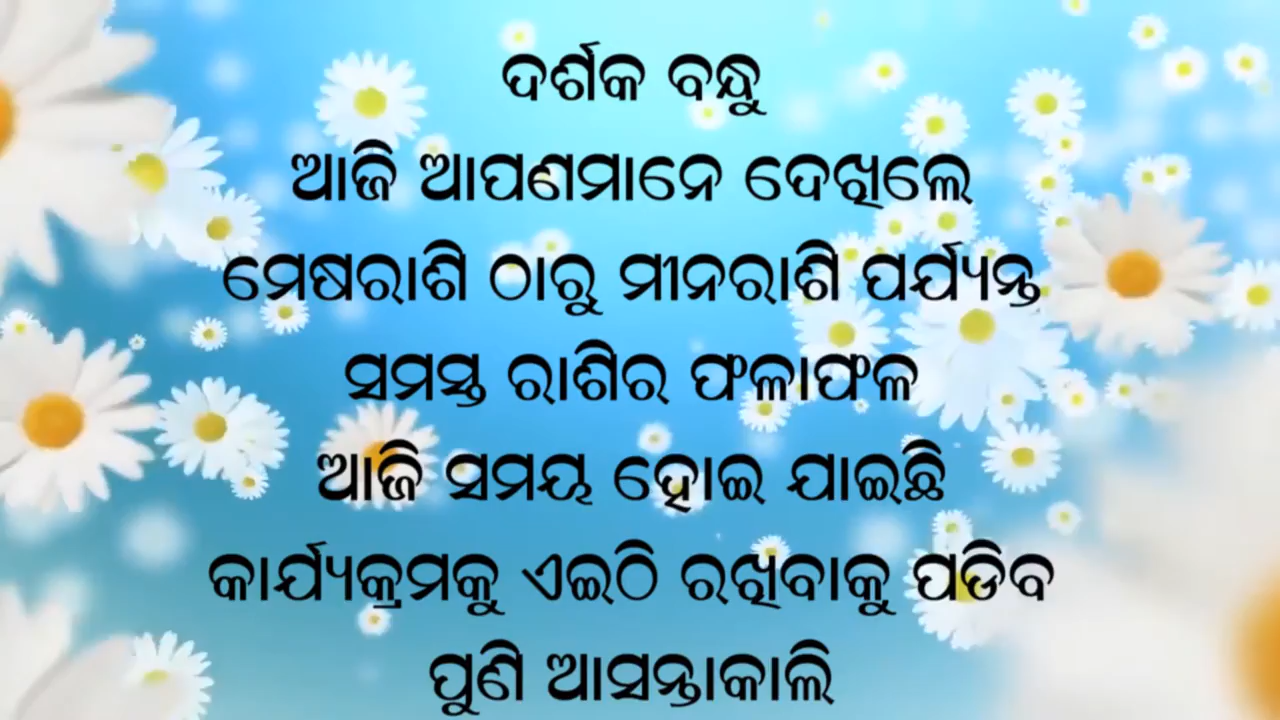 ଦର୍ଶକ ବନ୍ଧୁ
ଆଜି ଆପଣମାନେ ଦେଖିଲେ
ମେଷରାଶି ଠାରୁ ମୀନରାଶି ପର୍ଯ୍ୟନ୍ତ
ସମସ୍ତ ରାଶିର ଫଳାଫଳ
ଆଜି ସମୟ ହୋଇ ଯାଇଛି
କାର୍ଯ୍ୟକ୍ରମକୁ ଏଇଠି ରଖିବାକୁ ପଡିବ
ପୁଣି ଆସନ୍ତାକାଲି